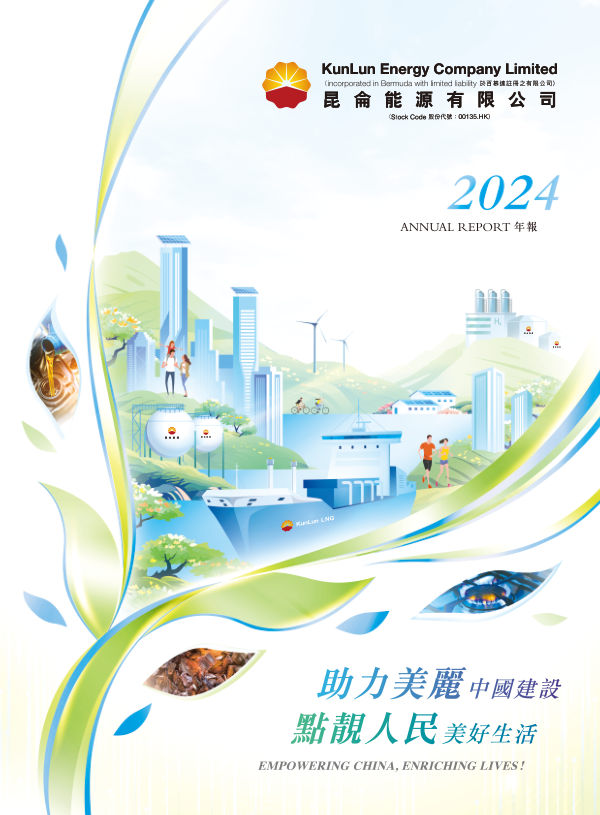 KunLun Energy Company Limited
(incorporated in Bermuda with limited liability 於百慕達註冊之有限公司)
昆侖能源有限公司
(Stock Code 股份代號：00135.HK)
2024
ANNUAL REPORT 年報
H₂
KunLun LNG
助力美麗中國建設
點靚人民美好生活
EMPOWERING CHINA, ENRICHING LIVES!